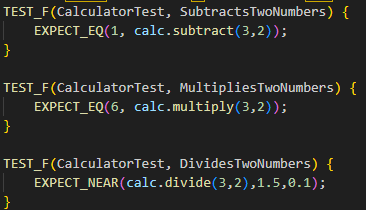 TEST_F(CalculatorTest, SubtractsTwoNumbers) {
    EXPECT_EQ(1, calc.subtract(3,2));
}
TEST_F(CalculatorTest, MultipliesTwoNumbers) {
    EXPECT_EQ(6, calc.multiply(3,2));
}
TEST_F(CalculatorTest, DividesTwoNumbers) {
    EXPECT_NEAR(calc.divide(3,2),1.5,0.1);
}